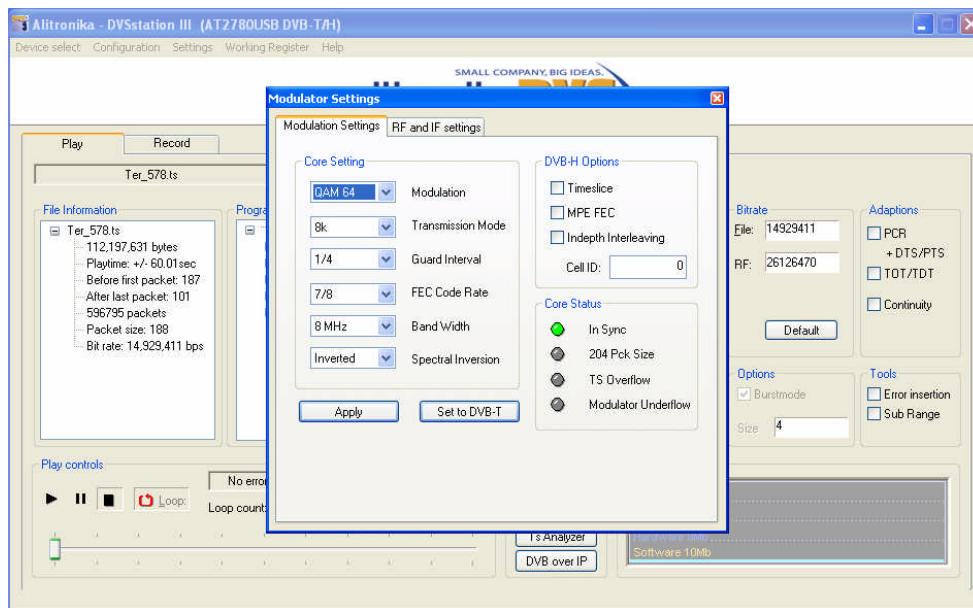 Alitronika - DVSstation III (AT2780USB DVB-T/H)
Device select Configuration Settings Working Register Help
SMALL COMPANY, BIG IDEAS.
Modulator Settings
Modulation Settings
RF and IF settings
Play
Record
Ter_578.ts
File Information
Ter_578.ts
112,197,631 bytes
Playtime: +/- 60.01sec
Before first packet: 187
After last packet: 101
596795 packets
Packet size: 188
Bit rate: 14,929,411 bps
Core Setting
QAM 64 Modulation
8k Transmission Mode
1/4 Guard Interval
7/8 FEC Code Rate
8 MHz Band Width
Inverted Spectral Inversion
Apply
Set to DVB-T
DVB-H Options
Timeslice
MPE FEC
Indepth Interleaving
Cell ID: 0
Core Status
In Sync
204 Pck Size
TS Overflow
Modulator Underflow
Bitrate
File: 14929411
RF: 26126470
Default
Adaptions
PCR
+ DTS/PTS
TOT/TDT
Continuity
Options
Burstmode
Size 4
Tools
Error insertion
Sub Range
Play controls
Loop:
No erro
Loop count:
Ts Analyzer
DVB over IP
Software 10Mb